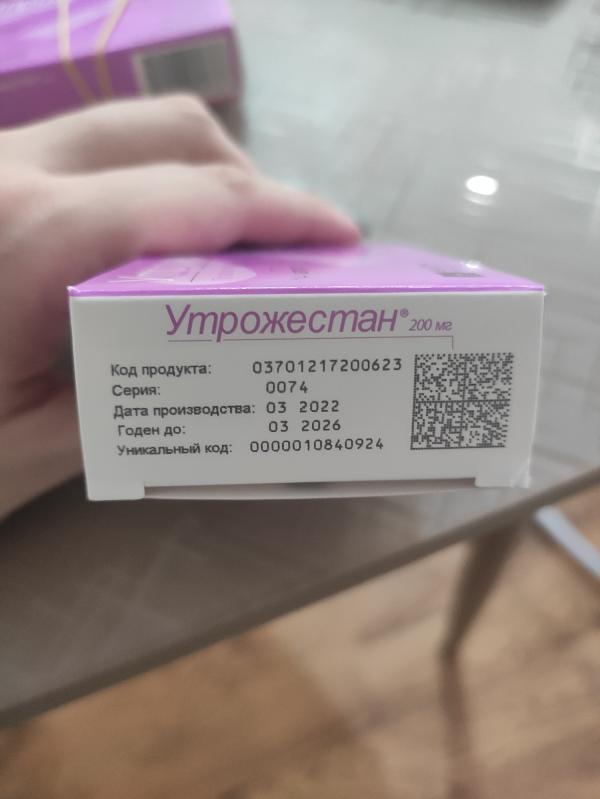 Утрожестан® 200 мг
Код продукта: 03701217200623
Серия: 0074
Дата производства: 03 2022
Годен до: 03 2026
Уникальный код: 0000010840924